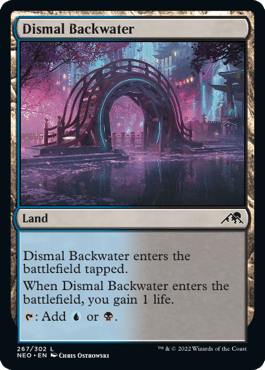 Dismal Backwater
Land
Dismal Backwater enters the
battlefield tapped.
When Dismal Backwater enters the
battlefield, you gain 1 life.
: Add or .
267/302 L
NEO • EN Chris Ostrowski
™ & © 2022 Wizards of the Coast